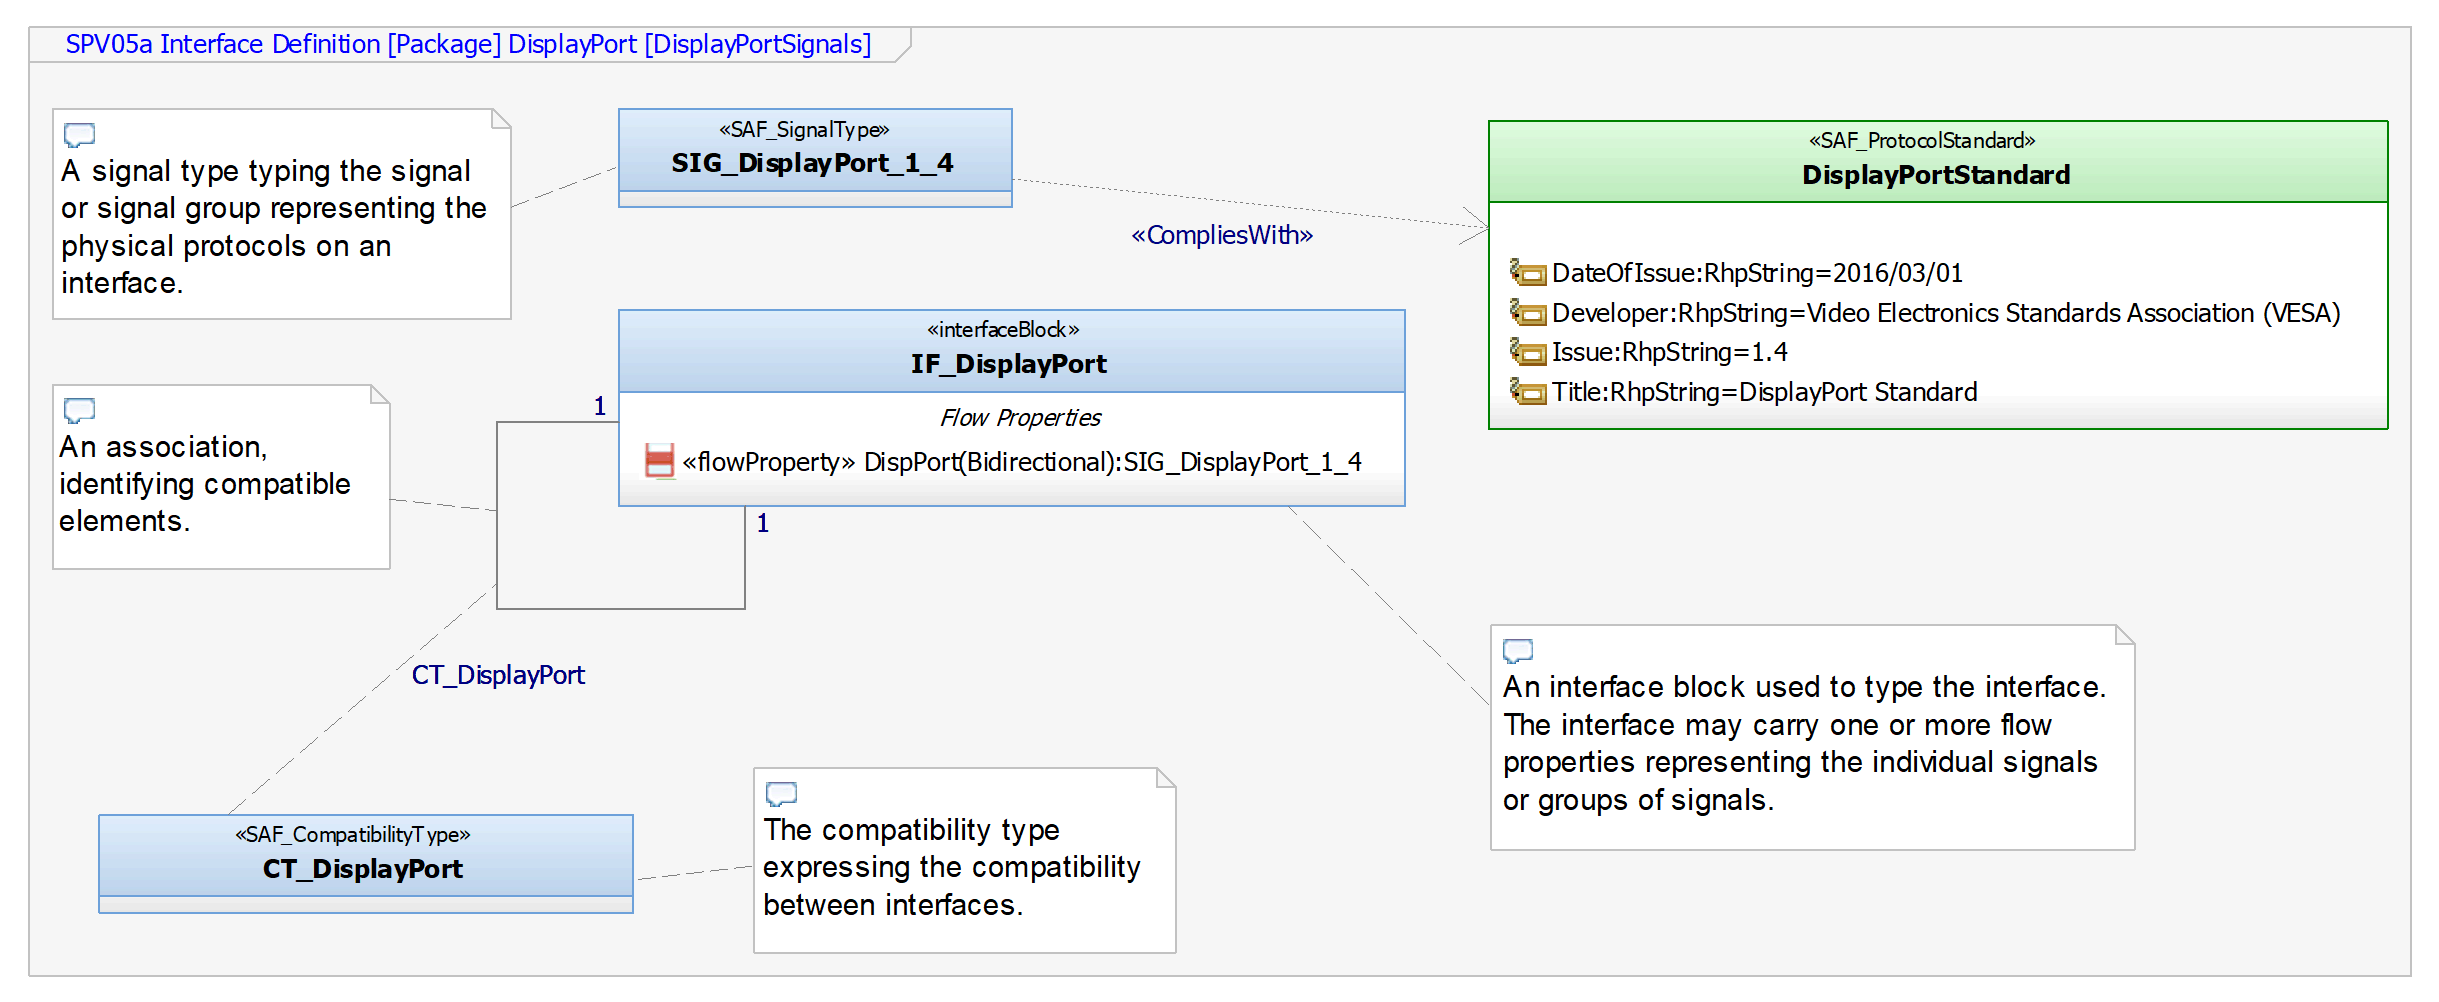 SPV05a Interface Definition [Package] DisplayPort [DisplayPortSignals]
A signal type typing the signal
or signal group representing the
physical protocols on an
interface.
«SAF_SignalType»
SIG_DisplayPort_1_4
«CompliesWith»
«SAF_ProtocolStandard»
DisplayPortStandard
DateOfIssue:RhpString=2016/03/01
Developer:RhpString=Video Electronics Standards Association (VESA)
Issue:RhpString=1.4
Title:RhpString=DisplayPort Standard
«interfaceBlock»
IF_DisplayPort
Flow Properties
«flowProperty» DispPort(Bidirectional):SIG_DisplayPort_1_4
1
1
An association,
identifying compatible
elements.
CT_DisplayPort
An interface block used to type the interface.
The interface may carry one or more flow
properties representing the individual signals
or groups of signals.
«SAF_CompatibilityType»
CT_DisplayPort
The compatibility type
expressing the compatibility
between interfaces.